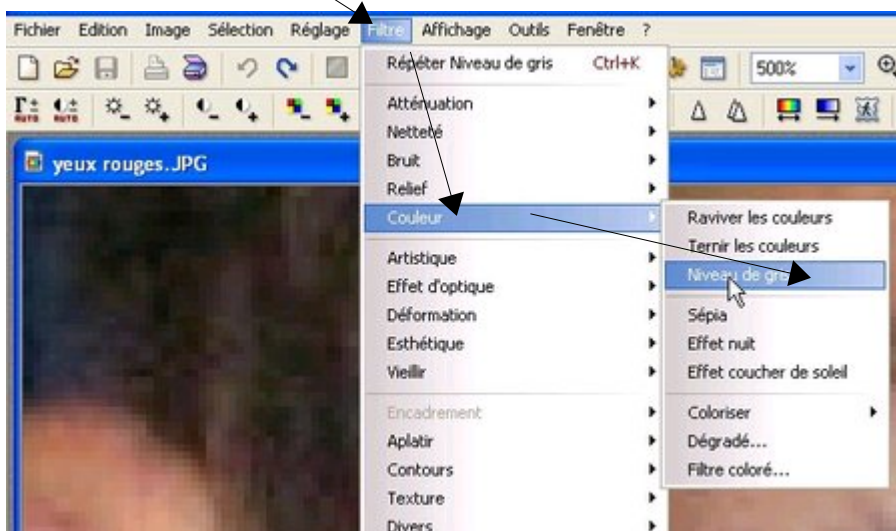 Fichier Edition Image Sélection Réglage Filtre Affichage Outils Fenêtre ?
Répéter Niveau de gris Ctrl+K
500%
AUTO AUTO
yeux rouges.JPG
Atténuation
Netteté
Bruit
Relief
Couleur
Artistique
Effet d'optique
Déformation
Esthétique
Vieillir
Encadrement
Aplatir
Contours
Texture
Divers
Raviver les couleurs
Ternir les couleurs
Niveau de gris
Sépia
Effet nuit
Effet coucher de soleil
Coloriser
Dégradé...
Filtre coloré...